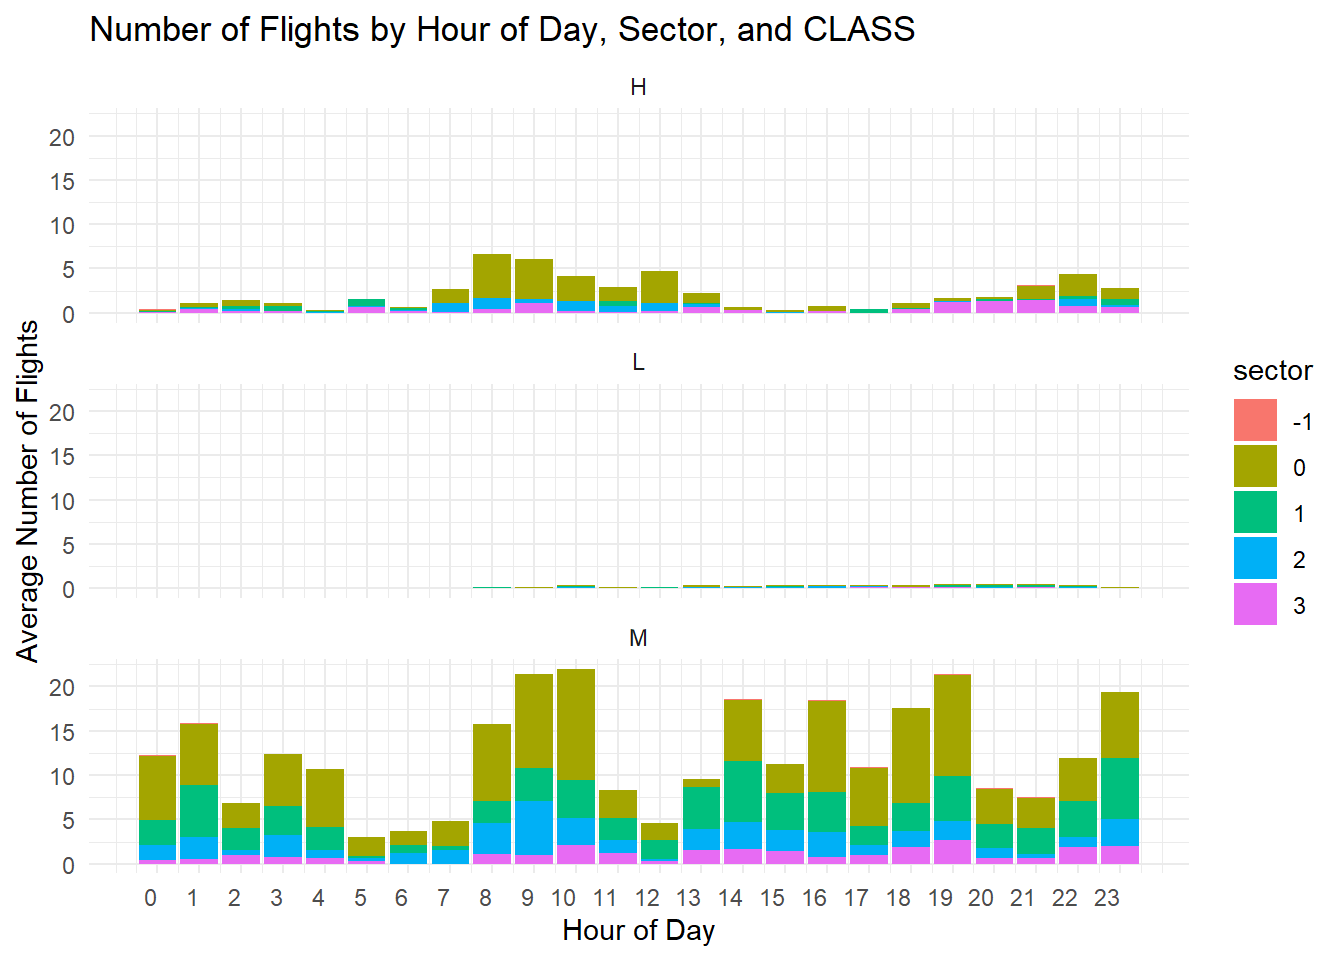 Number of Flights by Hour of Day, Sector, and CLASS
H
20
15
10
5
0
L
20
15
10
5
0
M
20
15
10
5
0
0 1 2 3 4 5 6 7 8 9 10 11 12 13 14 15 16 17 18 19 20 21 22 23
Hour of Day
Average Number of Flights
sector
-1
0
1
2
3